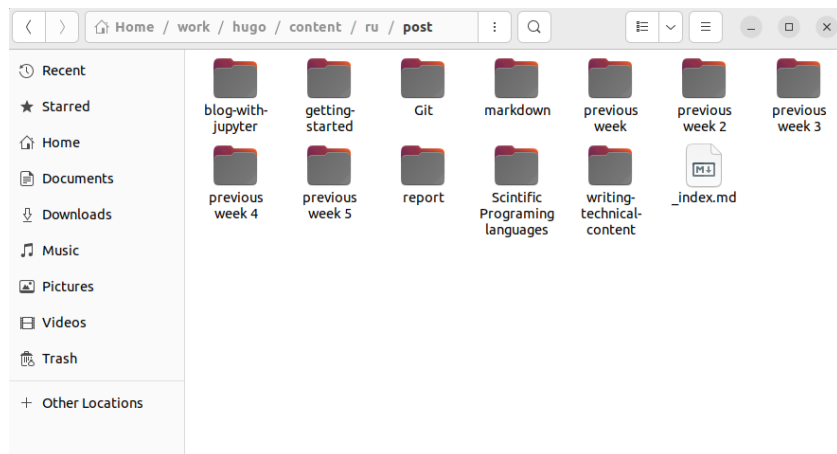 Home / work / hugo / content / ru / post
Recent
Starred
Home
Documents
Downloads
Music
Pictures
Videos
Trash
+ Other Locations
blog-with-
jupyter
getting-
started
Git
markdown
previous
week
previous
week 2
previous
week 3
previous
week 4
previous
week 5
report
Scintific
Programing
languages
writing-
technical-
content
M↓
_index.md